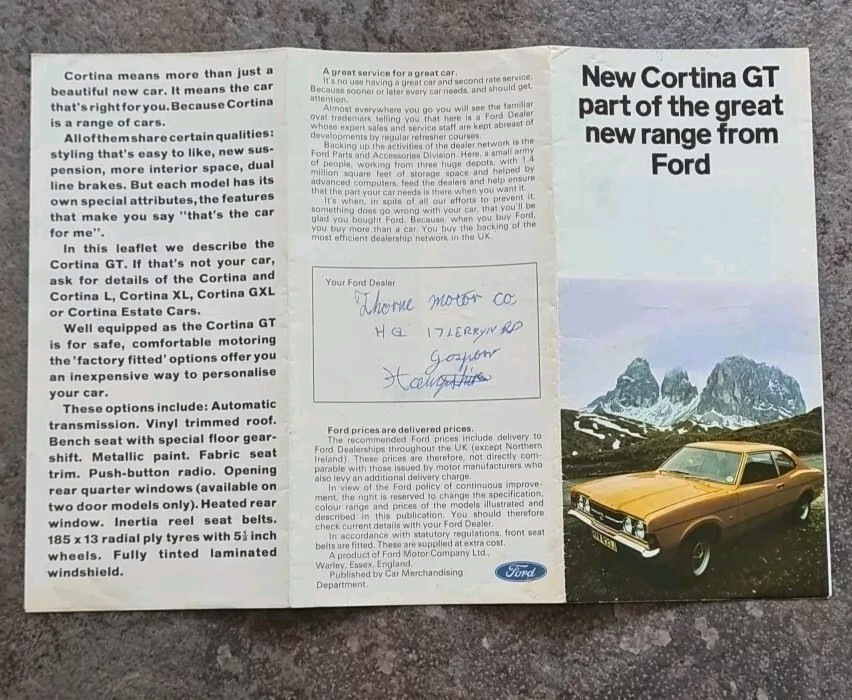 Cortina means more than just a
beautiful new car. It means the car
that's right for you. Because Cortina
is a range of cars.
All of them share certain qualities:
styling that's easy to like, new sus-
pension, more interior space, dual
line brakes. But each model has its
own special attributes, the features
that make you say "that's the car
for me".
In this leaflet we describe the
Cortina GT. If that's not your car,
ask for details of the Cortina and
Cortina L, Cortina XL, Cortina GXL
or Cortina Estate Cars.
Well equipped as the Cortina GT
is for safe, comfortable motoring
the 'factory fitted' options offer you
an inexpensive way to personalise
your car.
These options include: Automatic
transmission. Vinyl trimmed roof.
Bench seat with special floor gear-
shift. Metallic paint. Fabric seat
trim. Push-button radio. Opening
rear quarter windows (available on
two door models only). Heated rear
window. Inertia reel seat belts.
185 x 13 radial ply tyres with 5½ inch
wheels. Fully tinted laminated
windshield.
A great service for a great car.
It's no use having a great car and second rate service.
Because sooner or later every car needs, and should get,
attention.
Almost everywhere you go you will see the familiar
oval trademark telling you that here is a Ford Dealer
whose expert sales and service staff are kept abreast of
developments by regular refresher courses.
Backing up the activities of the dealer network is the
Ford Parts and Accessories Division. Here, a small army
of people, working from three huge depots, with 1.4
million square feet of storage space and helped by
advanced computers, feed the dealers and help ensure
that the part your car needs is there when you want it.
It's when, in spite of all our efforts to prevent it,
something does go wrong with your car, that you'll be
glad you bought Ford. Because, when you buy Ford,
you buy more than a car. You buy the backing of the
most efficient dealership network in the UK.
Your Ford Dealer
Thorne motor co
HQ 17 LERRYN RD
gosport
Ford prices are delivered prices.
The recommended Ford prices include delivery to
Ford Dealerships throughout the UK (except Northern
Ireland). These prices are therefore, not directly com-
parable with those issued by motor manufacturers who
also levy an additional delivery charge.
In view of the Ford policy of continuous improve-
ment, the right is reserved to change the specification,
colour range and prices of the models illustrated and
described in this publication. You should therefore
check current details with your Ford Dealer.
In accordance with statutory regulations, front seat
belts are fitted. These are supplied at extra cost.
A product of Ford Motor Company Ltd.,
Warley, Essex, England.
Published by Car Merchandising
Department.
Ford
New Cortina GT
part of the great
new range from
Ford